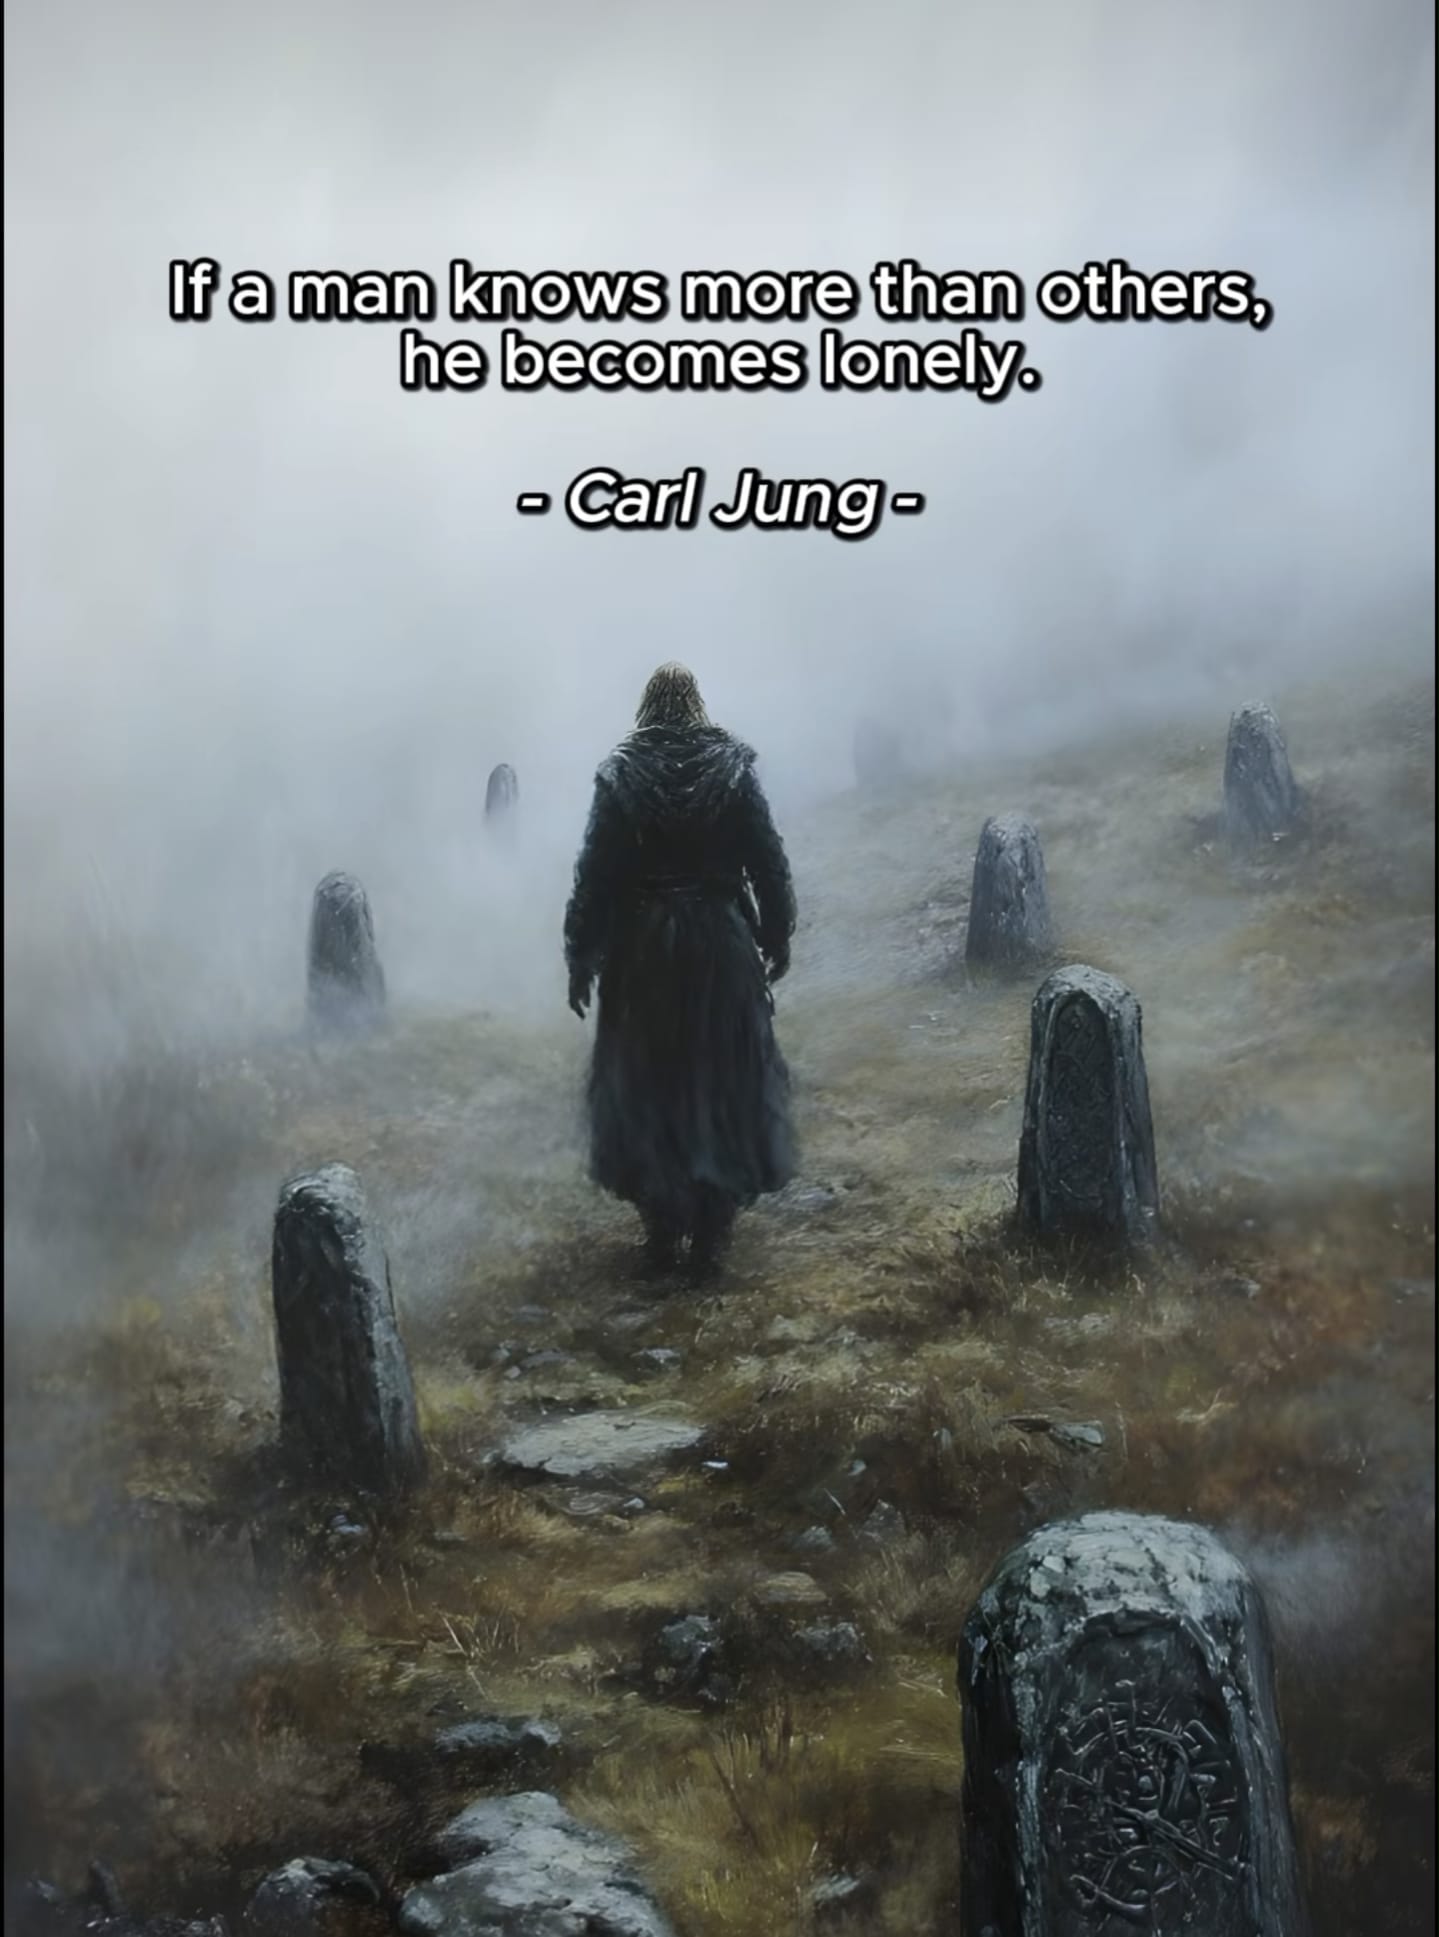 If a man knows more than others,
he becomes lonely.
- Carl Jung -